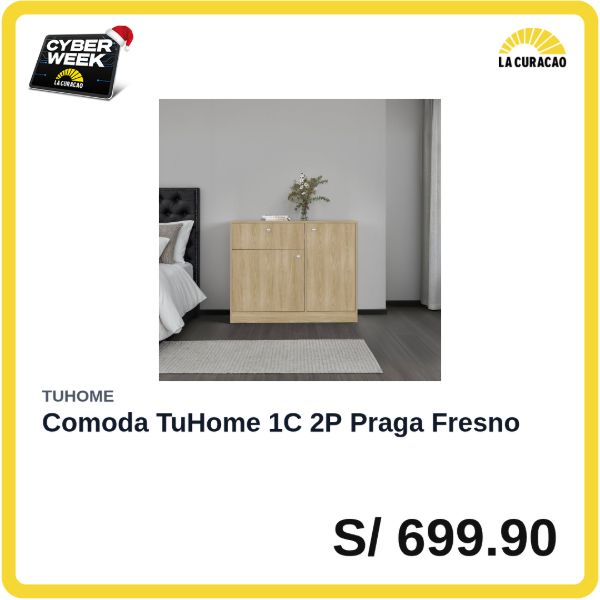 CYBER
WEEK
LA CURACAO
LA CURACAO
TUHOME
Comoda TuHome 1C 2P Praga Fresno
S/ 699.90